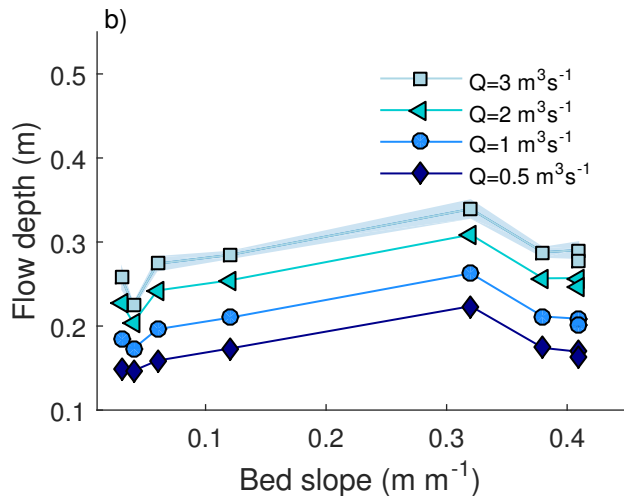 b)
0.5
0.4
0.3
0.2
0.1
Flow depth (m)
Q=3 m³s⁻¹
Q=2 m³s⁻¹
Q=1 m³s⁻¹
Q=0.5 m³s⁻¹
0.1 0.2 0.3 0.4
Bed slope (m m⁻¹)